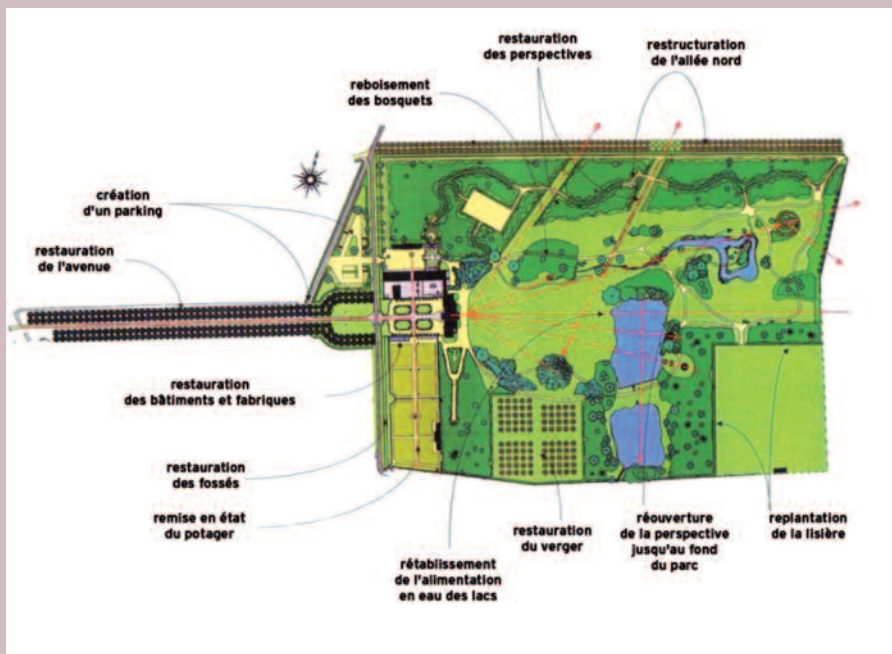 restauration
des perspectives
restructuration
de l'allée nord
reboisement
des bosquets
création
d'un parking
restauration
de l'avenue
restauration
des bâtiments et fabriques
restauration
des fossés
remise en état
du potager
rétablissement
de l'alimentation
en eau des lacs
restauration
du verger
réouverture
de la perspective
jusqu'au fond
du parc
replantation
de la lisière